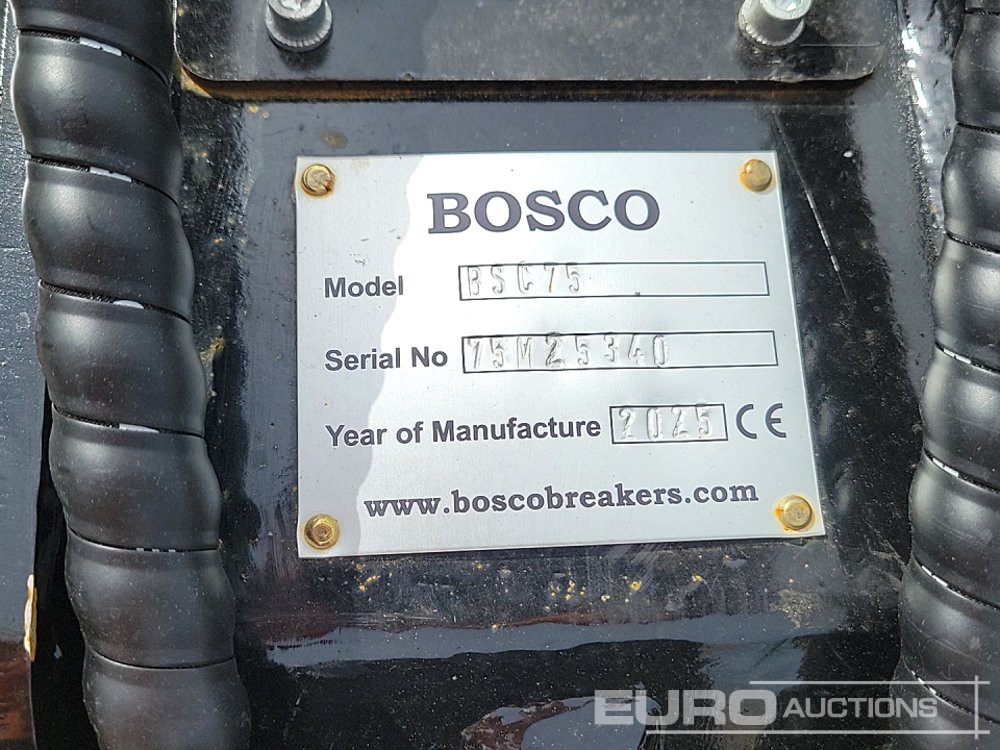 BOSCO
Model BSC75
Serial No 75M25340
Year of Manufacture 2025 CE
www.boscobreakers.com
EURO AUCTIONS